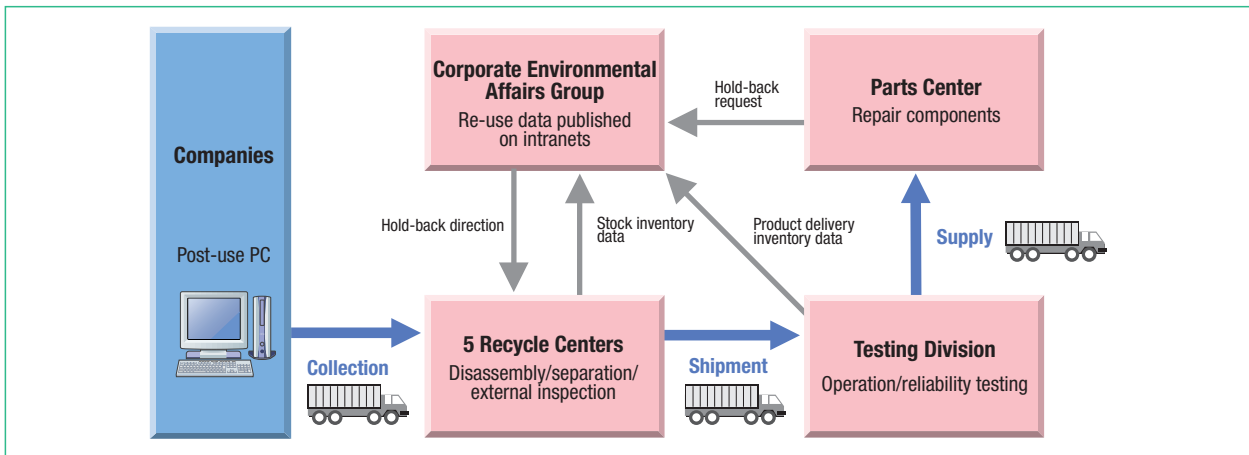 Companies
Post-use PC
Corporate Environmental
Affairs Group
Re-use data published
on intranets
Hold-back
request
Parts Center
Repair components
Hold-back direction
Stock inventory
data
Product delivery
inventory data
Supply
Collection
5 Recycle Centers
Disassembly/separation/
external inspection
Shipment
Testing Division
Operation/reliability testing